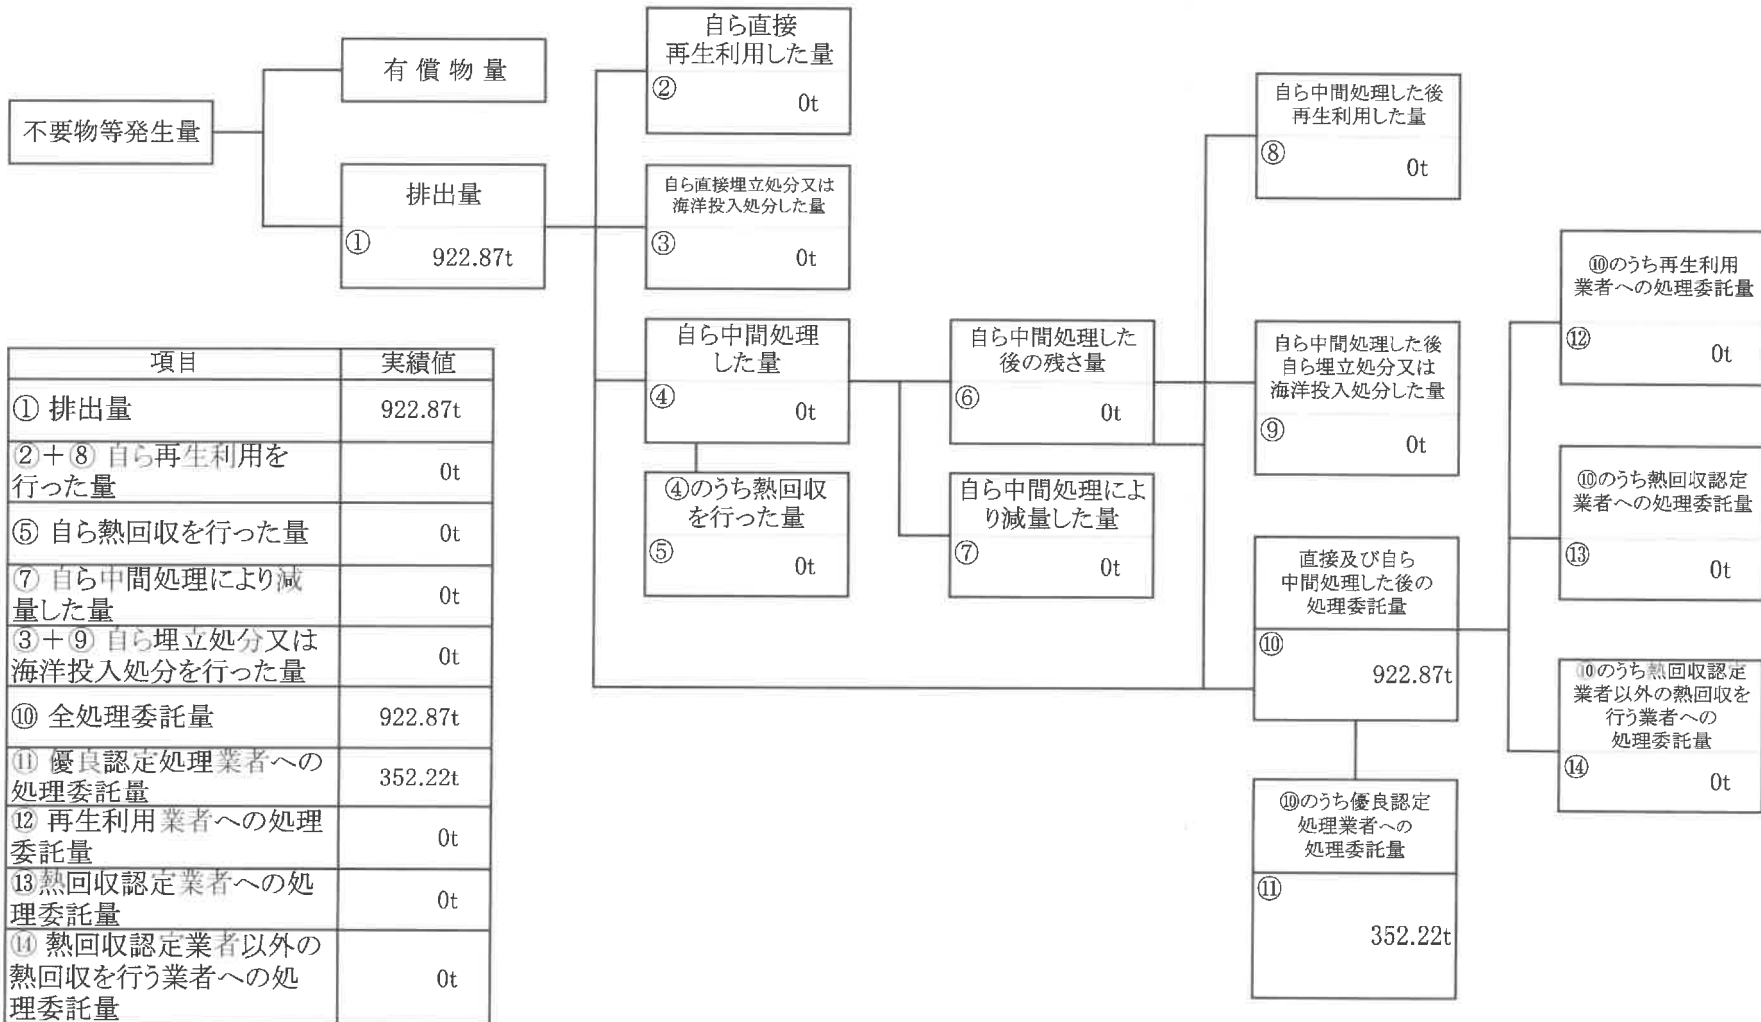 不要物等発生量
有償物量
排出量
①
922.87t
自ら直接
再生利用した量
②
0t
自ら直接埋立処分又は
海洋投入処分した量
③
0t
自ら中間処理
した量
④
0t
④のうち熱回収
を行った量
⑤
0t
自ら中間処理した
後の残さ量
⑥
0t
自ら中間処理によ
り減量した量
⑦
0t
自ら中間処理した後
再生利用した量
⑧
0t
自ら中間処理した後
自ら埋立処分又は
海洋投入処分した量
⑨
0t
直接及び自ら
中間処理した後の
処理委託量
⑩
922.87t
⑩のうち優良認定
処理業者への
処理委託量
⑪
352.22t
⑩のうち再生利用
業者への処理委託量
⑫
0t
⑩のうち熱回収認定
業者への処理委託量
⑬
0t
⑩のうち熱回収認定
業者以外の熱回収を
行う業者への
処理委託量
⑭
0t
項目 実績値
① 排出量 922.87t
②＋⑧ 自ら再生利用を
行った量 0t
⑤ 自ら熱回収を行った量 0t
⑦ 自ら中間処理により減
量した量 0t
③＋⑨ 自ら埋立処分又は
海洋投入処分を行った量 0t
⑩ 全処理委託量 922.87t
⑪ 優良認定処理業者への
処理委託量 352.22t
⑫ 再生利用業者への処理
委託量 0t
⑬熱回収認定業者への処
理委託量 0t
⑭ 熱回収認定業者以外の
熱回収を行う業者への処
理委託量 0t